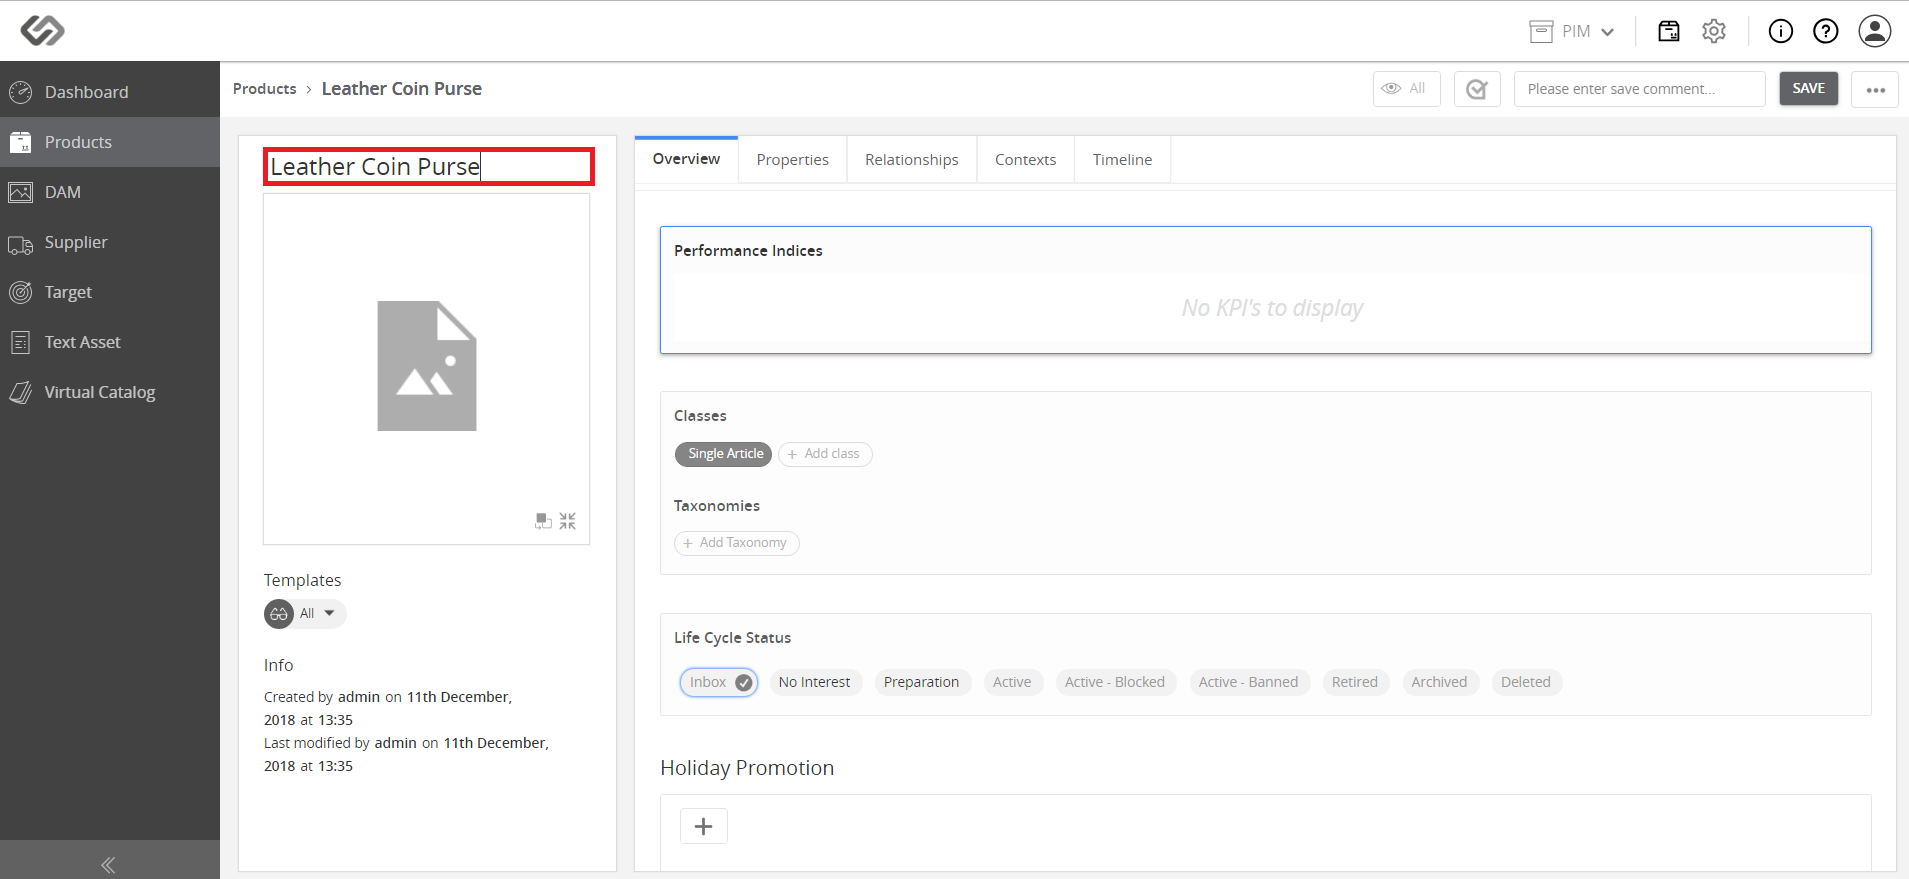 PIM
Dashboard
Products
DAM
Supplier
Target
Text Asset
Virtual Catalog
Products › Leather Coin Purse
All
Please enter save comment...
SAVE
Leather Coin Purse
Templates
All
Info
Created by admin on 11th December,
2018 at 13:35
Last modified by admin on 11th December,
2018 at 13:35
Overview
Properties
Relationships
Contexts
Timeline
Performance Indices
No KPI's to display
Classes
Single Article
+ Add class
Taxonomies
+ Add Taxonomy
Life Cycle Status
Inbox
No Interest
Preparation
Active
Active - Blocked
Active - Banned
Retired
Archived
Deleted
Holiday Promotion